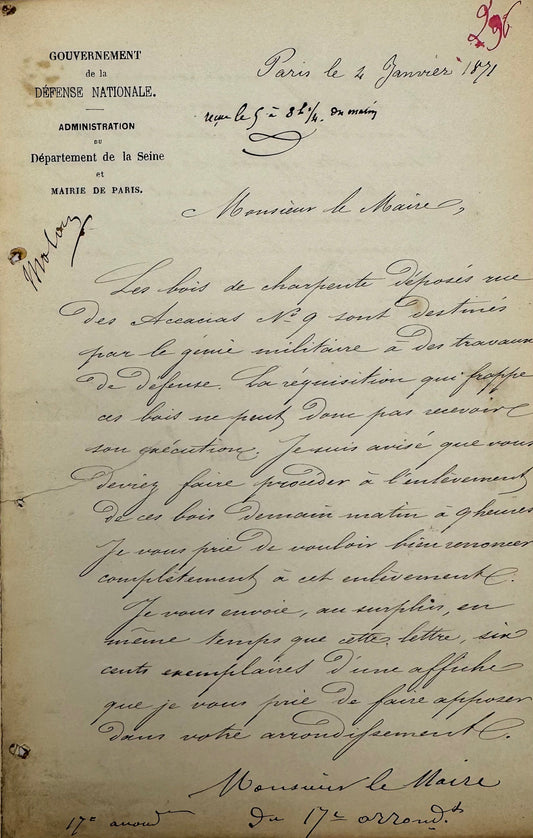 296
GOUVERNEMENT
de la
DÉFENSE NATIONALE.
ADMINISTRATION
DU
Département de la Seine
et
MAIRIE DE PARIS.
Paris le 4 Janvier 1871
reçue le 5 à 8h 1/4. du matin
Monsieur le Maire,
Les bois de charpente déposés rue
des Accacias No 9 sont destinés
par le génie militaire à des travaux
de défense. La réquisition qui frappe
ces bois ne peut donc pas recevoir
son exécution. Je suis avisé que vous
devriez faire procéder à l'enlèvement
de ces bois demain matin à 9 heures
Je vous prie de vouloir bien renoncer
complètement à cet enlèvement.
Je vous envoie, au surplus, en
même temps que cette lettre, six
cents exemplaires d'une affiche
que je vous prie de faire apposer
dans votre arrondissement.
Monsieur le Maire
du 17e arrond.t
17e arrond